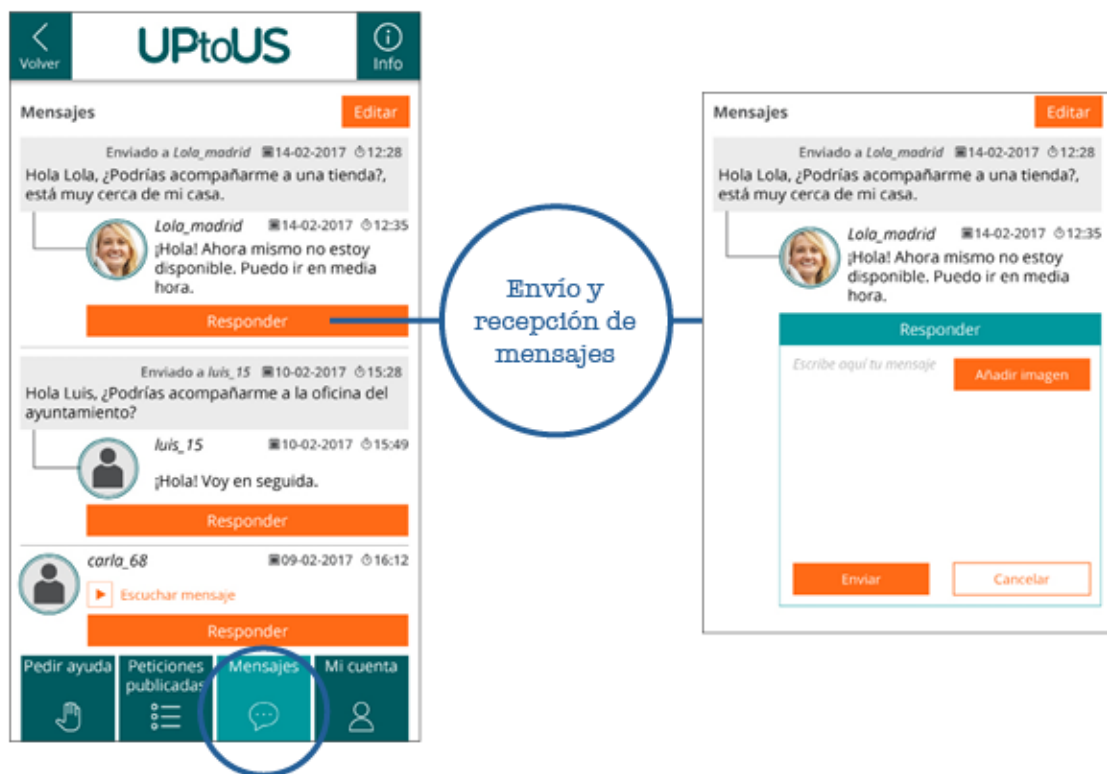 Volver
UPtoUS
Info
Mensajes
Editar
Enviado a Lola_madrid 14-02-2017 12:28
Hola Lola, ¿Podrías acompañarme a una tienda?,
está muy cerca de mi casa.
Lola_madrid 14-02-2017 12:35
¡Hola! Ahora mismo no estoy
disponible. Puedo ir en media
hora.
Responder
Enviado a luis_15 10-02-2017 15:28
Hola Luis, ¿Podrías acompañarme a la oficina del
ayuntamiento?
luis_15 10-02-2017 15:49
¡Hola! Voy en seguida.
Responder
carla_68 09-02-2017 16:12
Escuchar mensaje
Responder
Pedir ayuda
Peticiones
publicadas
Mensajes
Mi cuenta
Envío y
recepción de
mensajes
Mensajes
Editar
Enviado a Lola_madrid 14-02-2017 12:28
Hola Lola, ¿Podrías acompañarme a una tienda?,
está muy cerca de mi casa.
Lola_madrid 14-02-2017 12:35
¡Hola! Ahora mismo no estoy
disponible. Puedo ir en media
hora.
Responder
Escribe aquí tu mensaje
Añadir imagen
Enviar
Cancelar